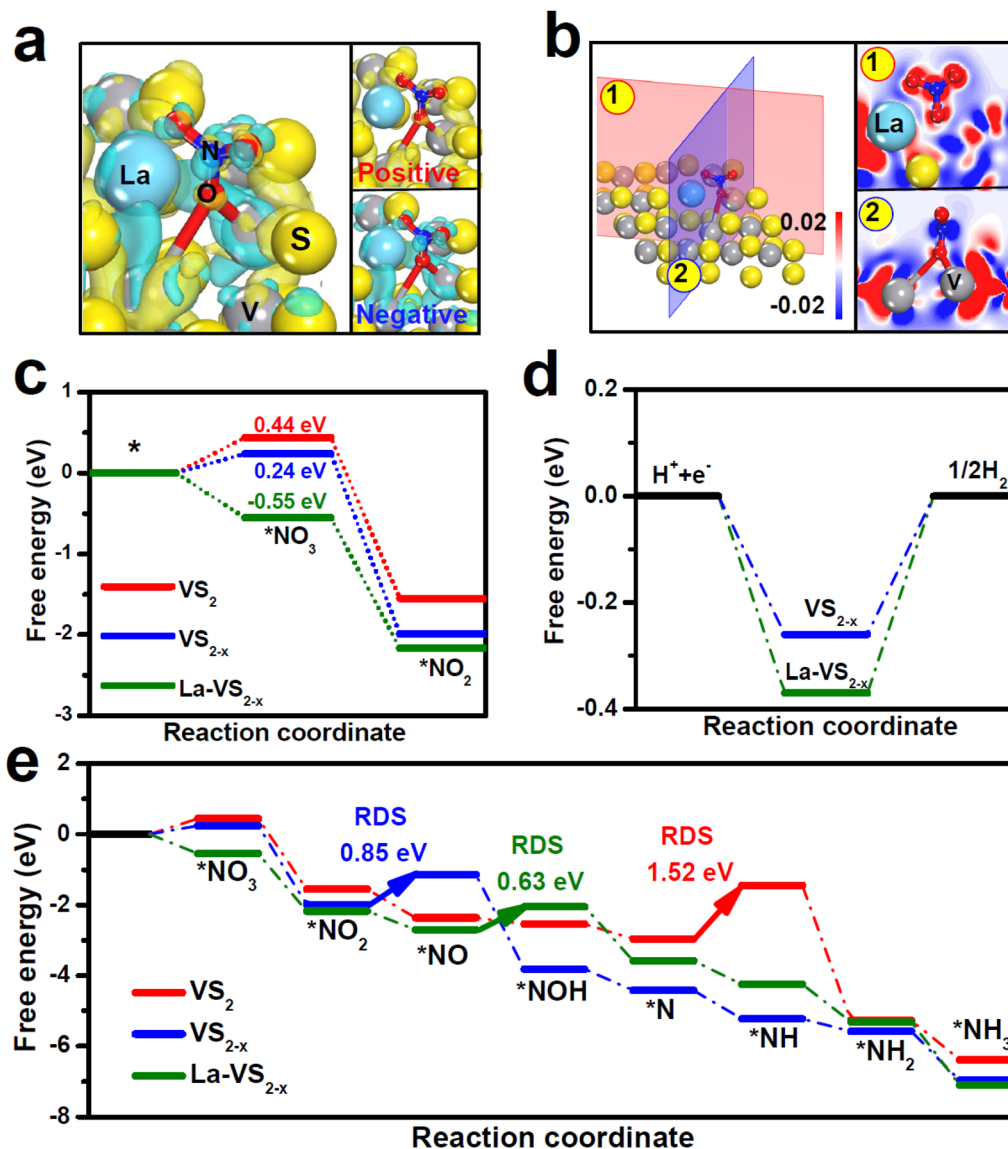 a
N
La
O
S
V
Positive
Negative
b
1
2
0.02
-0.02
1
La
2
V
c
Free energy (eV)
1
0
-1
-2
-3
*
0.44 eV
0.24 eV
-0.55 eV
*NO₃
*NO₂
VS₂
VS₂₋ₓ
La-VS₂₋ₓ
Reaction coordinate
d
Free energy (eV)
0.2
0.0
-0.2
-0.4
H⁺+e⁻
1/2H₂
VS₂₋ₓ
La-VS₂₋ₓ
Reaction coordinate
e
Free energy (eV)
2
0
-2
-4
-6
-8
RDS
0.85 eV
RDS
0.63 eV
RDS
1.52 eV
*NO₃
*NO₂
*NO
*NOH
*N
*NH
*NH₂
*NH₃
VS₂
VS₂₋ₓ
La-VS₂₋ₓ
Reaction coordinate